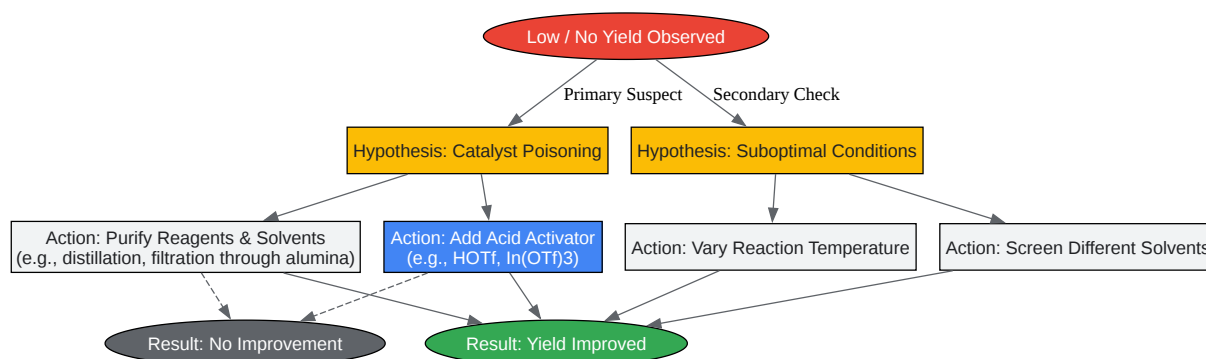 Low / No Yield Observed
Primary Suspect
Secondary Check
Hypothesis: Catalyst Poisoning
Hypothesis: Suboptimal Conditions
Action: Purify Reagents & Solvents
(e.g., distillation, filtration through alumina)
Action: Add Acid Activator
(e.g., HOTf, In(OTf)3)
Action: Vary Reaction Temperature
Action: Screen Different Solvents
Result: No Improvement
Result: Yield Improved